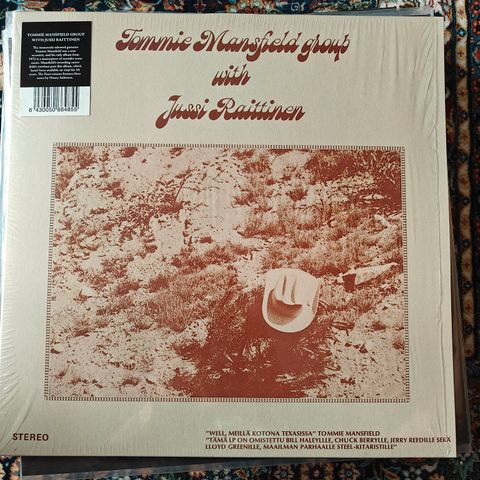 TOMMIE MANSFIELD GROUP
WITH JUSSI RAITTINEN
6 430050 664855
Tommie Mansfield group
with
Jussi Raittinen
STEREO
"WELL, MEILLÄ KOTONA TEXASISSA" TOMMIE MANSFIELD
"TÄMÄ LP ON OMISTETTU BILL HALEYLLE, CHUCK BERRYLLE, JERRY REEDILLE SEKÄ
LLOYD GREENILLE, MAAILMAN PARHAALLE STEEL-KITARISTILLE"